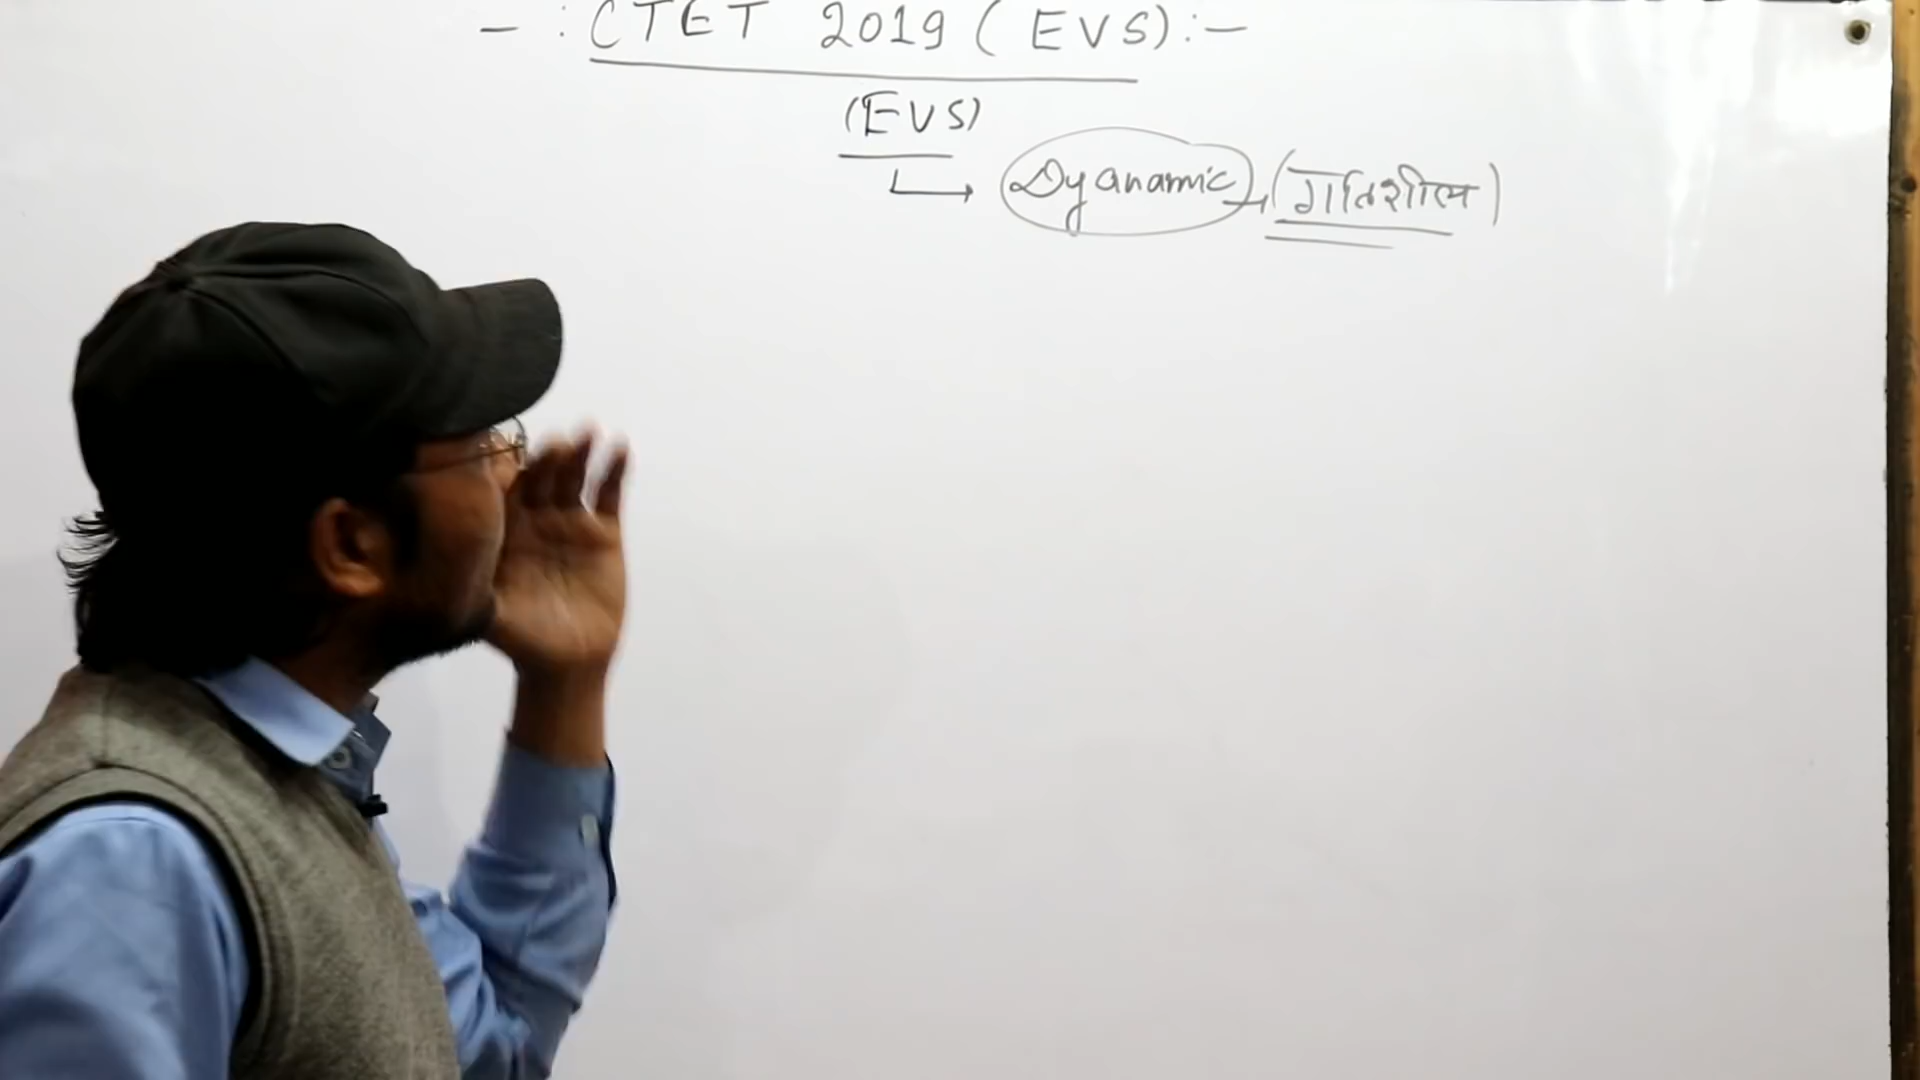 - : CTET 2019 ( EVS) :-
(EVS)
Dyanamic → (गतिशील)